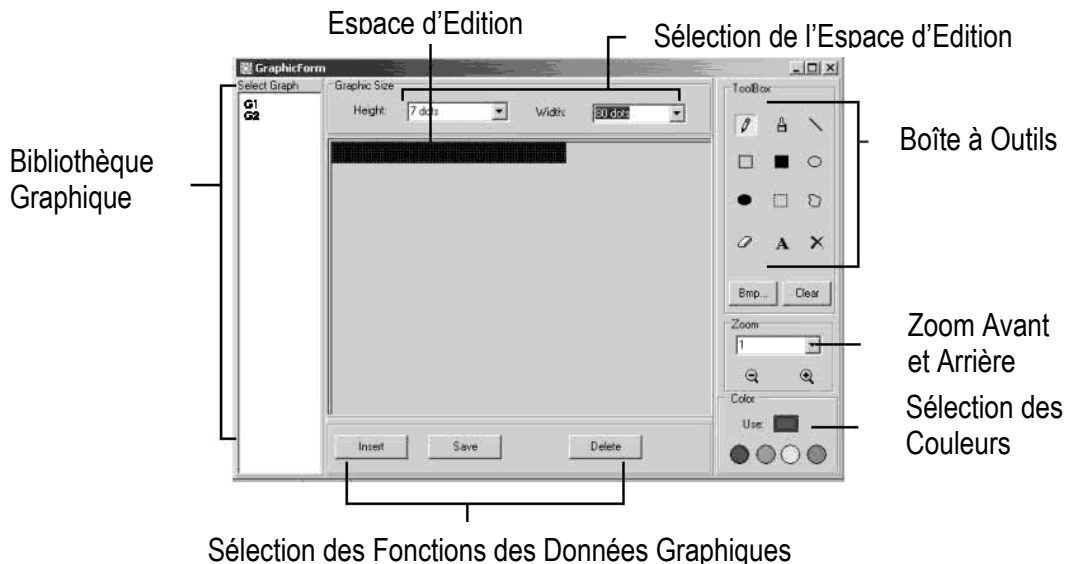 Espace d'Edition
Sélection de l'Espace d'Edition
GraphicForm
Select Graph
G1
G2
Graphic Size
Height:
7 dots
Width:
80 dots
ToolBox
A
Bmp...
Clear
Zoom
1
Color
Use:
Insert
Save
Delete
Bibliothèque
Graphique
Boîte à Outils
Zoom Avant
et Arrière
Sélection des
Couleurs
Sélection des Fonctions des Données Graphiques